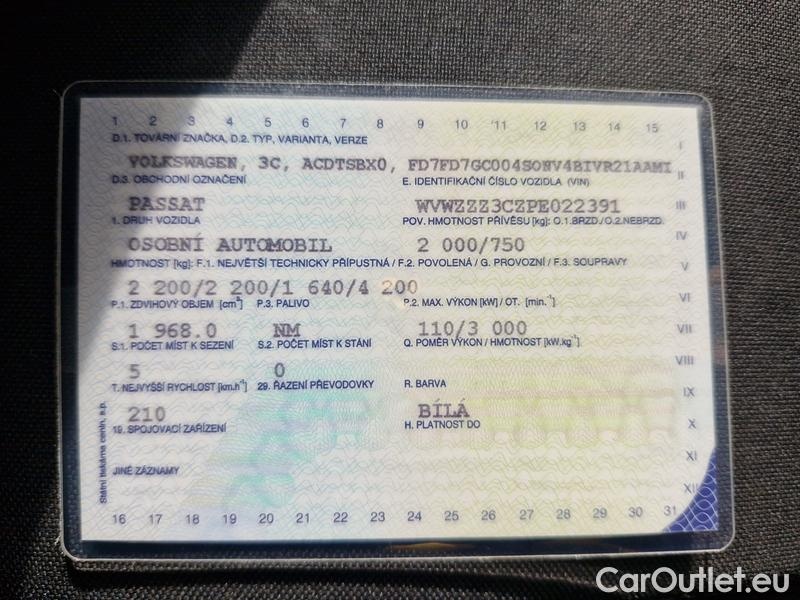 1 2 3 4 5 6 7 8 9 10 '11 12 13 14 15
D.1. TOVÁRNÍ ZNAČKA, D.2. TYP, VARIANTA, VERZE
I
VOLKSWAGEN, 3C, ACDTSBX0, FD7FD7GC004SONV4BIVR21AAMI
II
D.3. OBCHODNÍ OZNAČENÍ E. IDENTIFIKAČNÍ ČÍSLO VOZIDLA (VIN)
PASSAT WVWZZZ3CZPE022391
III
1. DRUH VOZIDLA POV. HMOTNOST PŘÍVĚSU [kg]: O.1.BRZD./O.2.NEBRZD.
OSOBNÍ AUTOMOBIL 2 000/750
IV
HMOTNOST [kg]: F.1. NEJVĚTŠÍ TECHNICKY PŘÍPUSTNÁ / F.2. POVOLENÁ / G. PROVOZNÍ / F.3. SOUPRAVY
V
2 200/2 200/1 640/4 200
P.1. ZDVIHOVÝ OBJEM [cm³] P.3. PALIVO P.2. MAX. VÝKON [kW] / OT. [min.⁻¹]
VI
1 968.0 NM 110/3 000
VII
S.1. POČET MÍST K SEZENÍ S.2. POČET MÍST K STÁNÍ Q. POMĚR VÝKON / HMOTNOST [kW.kg⁻¹]
5 0
VIII
T. NEJVYŠŠÍ RYCHLOST [km.h⁻¹] 29. ŘAZENÍ PŘEVODOVKY R. BARVA
IX
210 BÍLÁ
19. SPOJOVACÍ ZAŘÍZENÍ H. PLATNOST DO
X
XI
JINÉ ZÁZNAMY
XII
Státní tiskárna cenin, s.p.
16 17 18 19 20 21 22 23 24 25 26 27 28 29 30 31
CarOutlet.eu